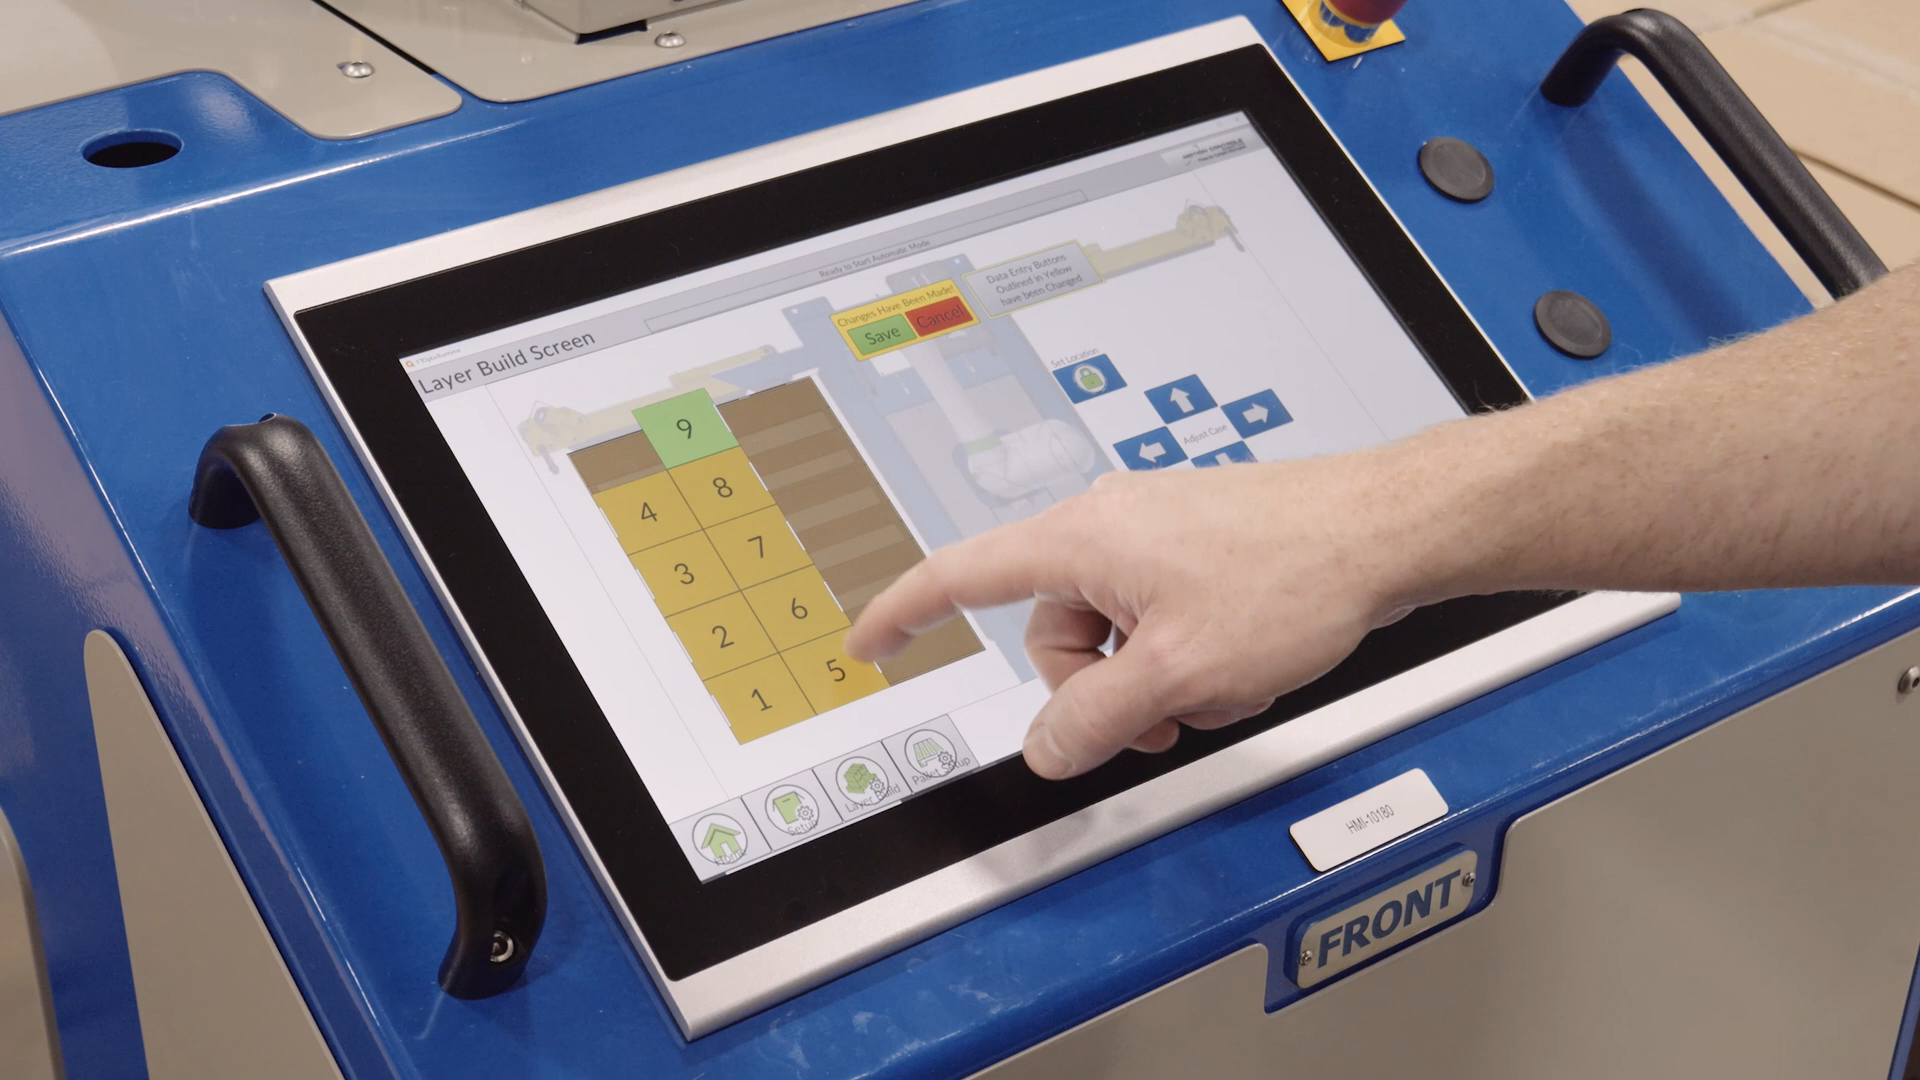 Ready to Start Automatic Mode
Layer Build Screen
Changes Have Been Made!
Save
Cancel
Data Entry Buttons
Outlined in Yellow
have been Changed
Set Location
Adjust Case
9
4
8
3
7
2
6
1
5
Home
Setup
Layer Build
Pallet Setup
HMI-10180
FRONT